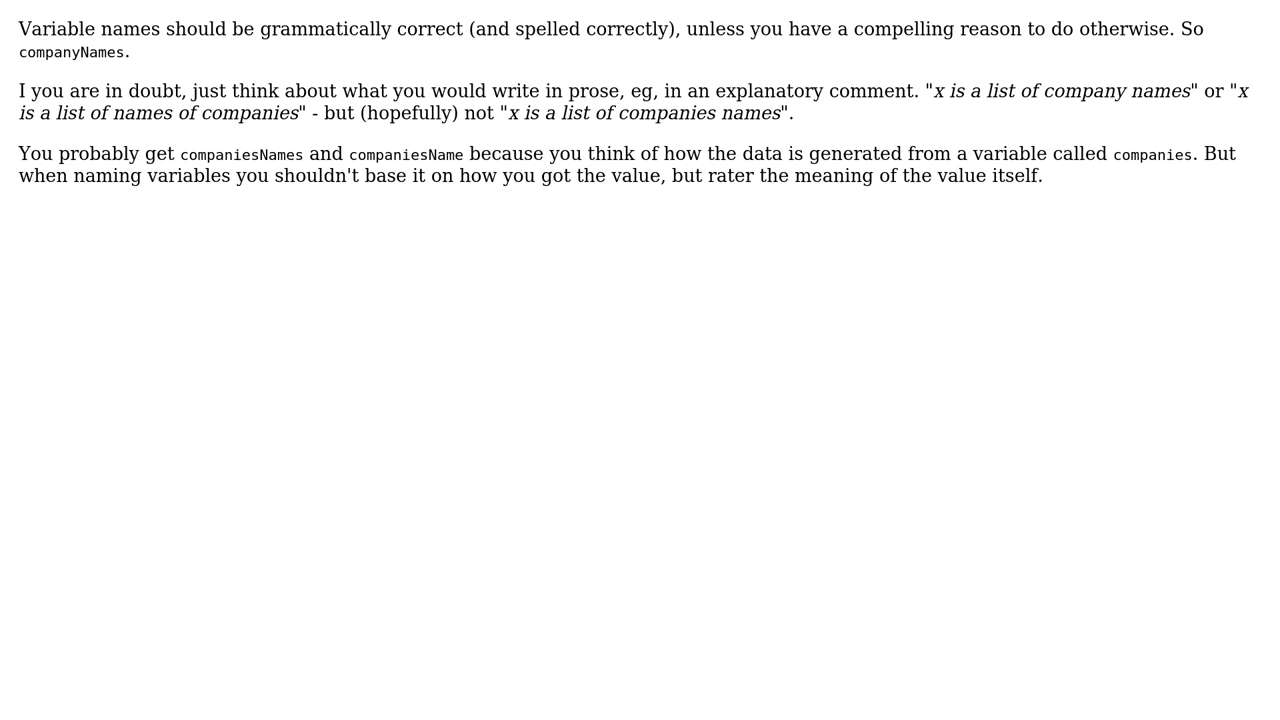 Variable names should be grammatically correct (and spelled correctly), unless you have a compelling reason to do otherwise. So
companyNames.
I you are in doubt, just think about what you would write in prose, eg, in an explanatory comment. "x is a list of company names" or "x
is a list of names of companies" - but (hopefully) not "x is a list of companies names".
You probably get companiesNames and companiesName because you think of how the data is generated from a variable called companies. But
when naming variables you shouldn't base it on how you got the value, but rater the meaning of the value itself.